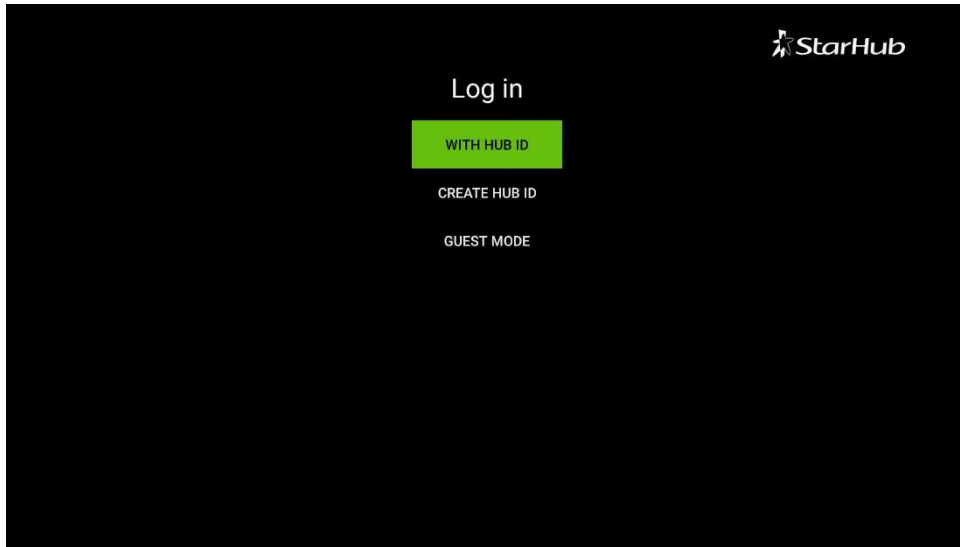 StarHub
Log in
WITH HUB ID
CREATE HUB ID
GUEST MODE